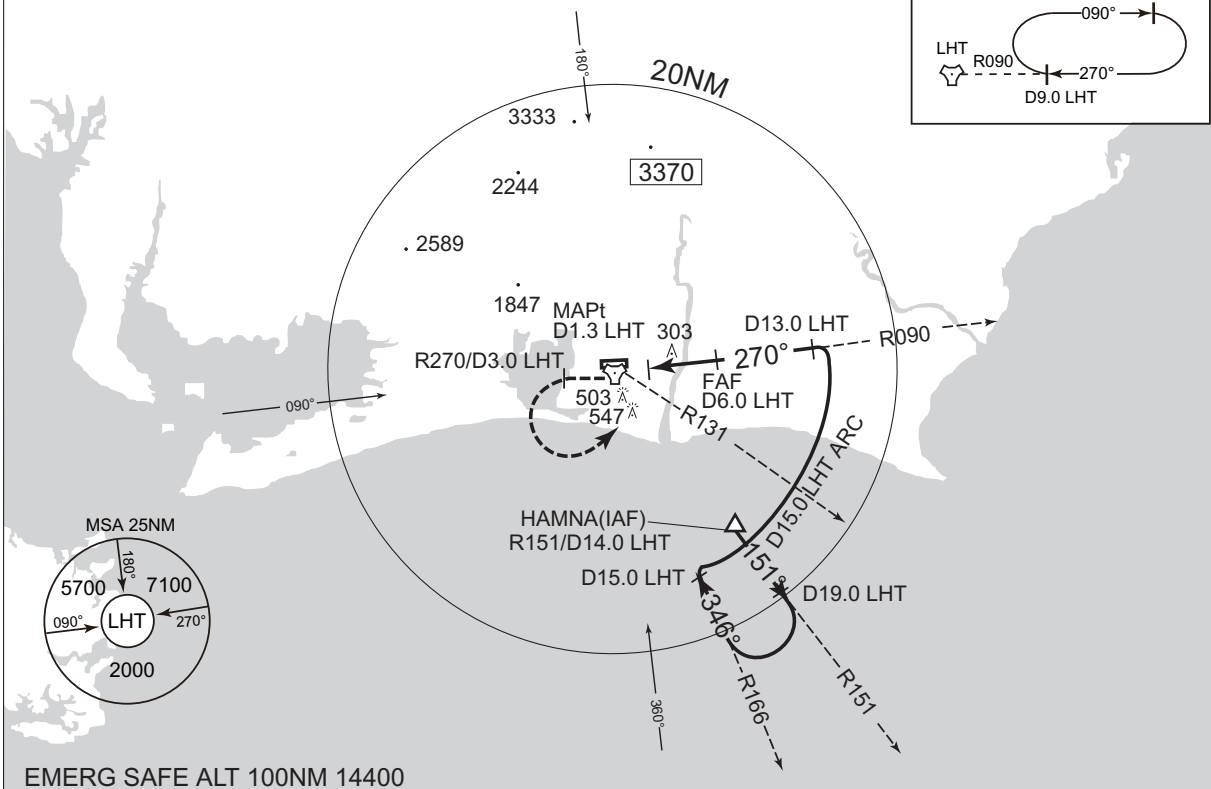 090°
LHT
R090
270°
D9.0 LHT
180°
20NM
3333
3370
2244
2589
1847
MAPt
D1.3 LHT
303
D13.0 LHT
R090
R270/D3.0 LHT
270°
FAF
D6.0 LHT
503
547
R131
090°
D15.0 LHT ARC
HAMNA(IAF)
R151/D14.0 LHT
151°
D15.0 LHT
D19.0 LHT
346°
R166
R151
360°
MSA 25NM
180°
5700
7100
090°
LHT
270°
2000
EMERG SAFE ALT 100NM 14400